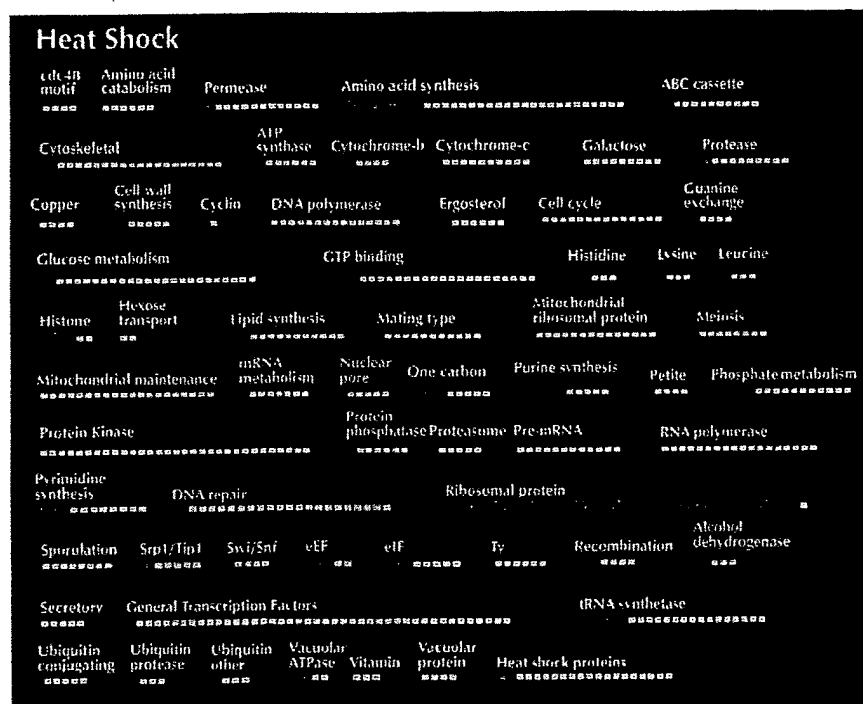 Heat Shock
cdc48 Amino acid
motif catabolism Permease Amino acid synthesis ABC cassette
ATP
Cytoskeletal synthase Cytochrome-b Cytochrome-c Galactose Protease
Cell wall Guanine
Copper synthesis Cyclin DNA polymerase Ergosterol Cell cycle exchange
Glucose metabolism GTP binding Histidine Lysine Leucine
Hexose Mitochondrial
Histone transport Lipid synthesis Mating type ribosomal protein Meiosis
mRNA Nuclear
Mitochondrial maintenance metabolism pore One carbon Purine synthesis Petite Phosphate metabolism
Protein
Protein Kinase phosphatase Proteasome Pre-mRNA RNA polymerase
Pyrimidine
synthesis DNA repair Ribosomal protein
Alcohol
Sporulation Srp1/Tip1 Swi/Snf eEF eIF Ty Recombination dehydrogenase
Secretory General Transcription Factors tRNA synthetase
Ubiquitin Ubiquitin Ubiquitin Vacuolar Vacuolar
conjugating protease other ATPase Vitamin protein Heat shock proteins